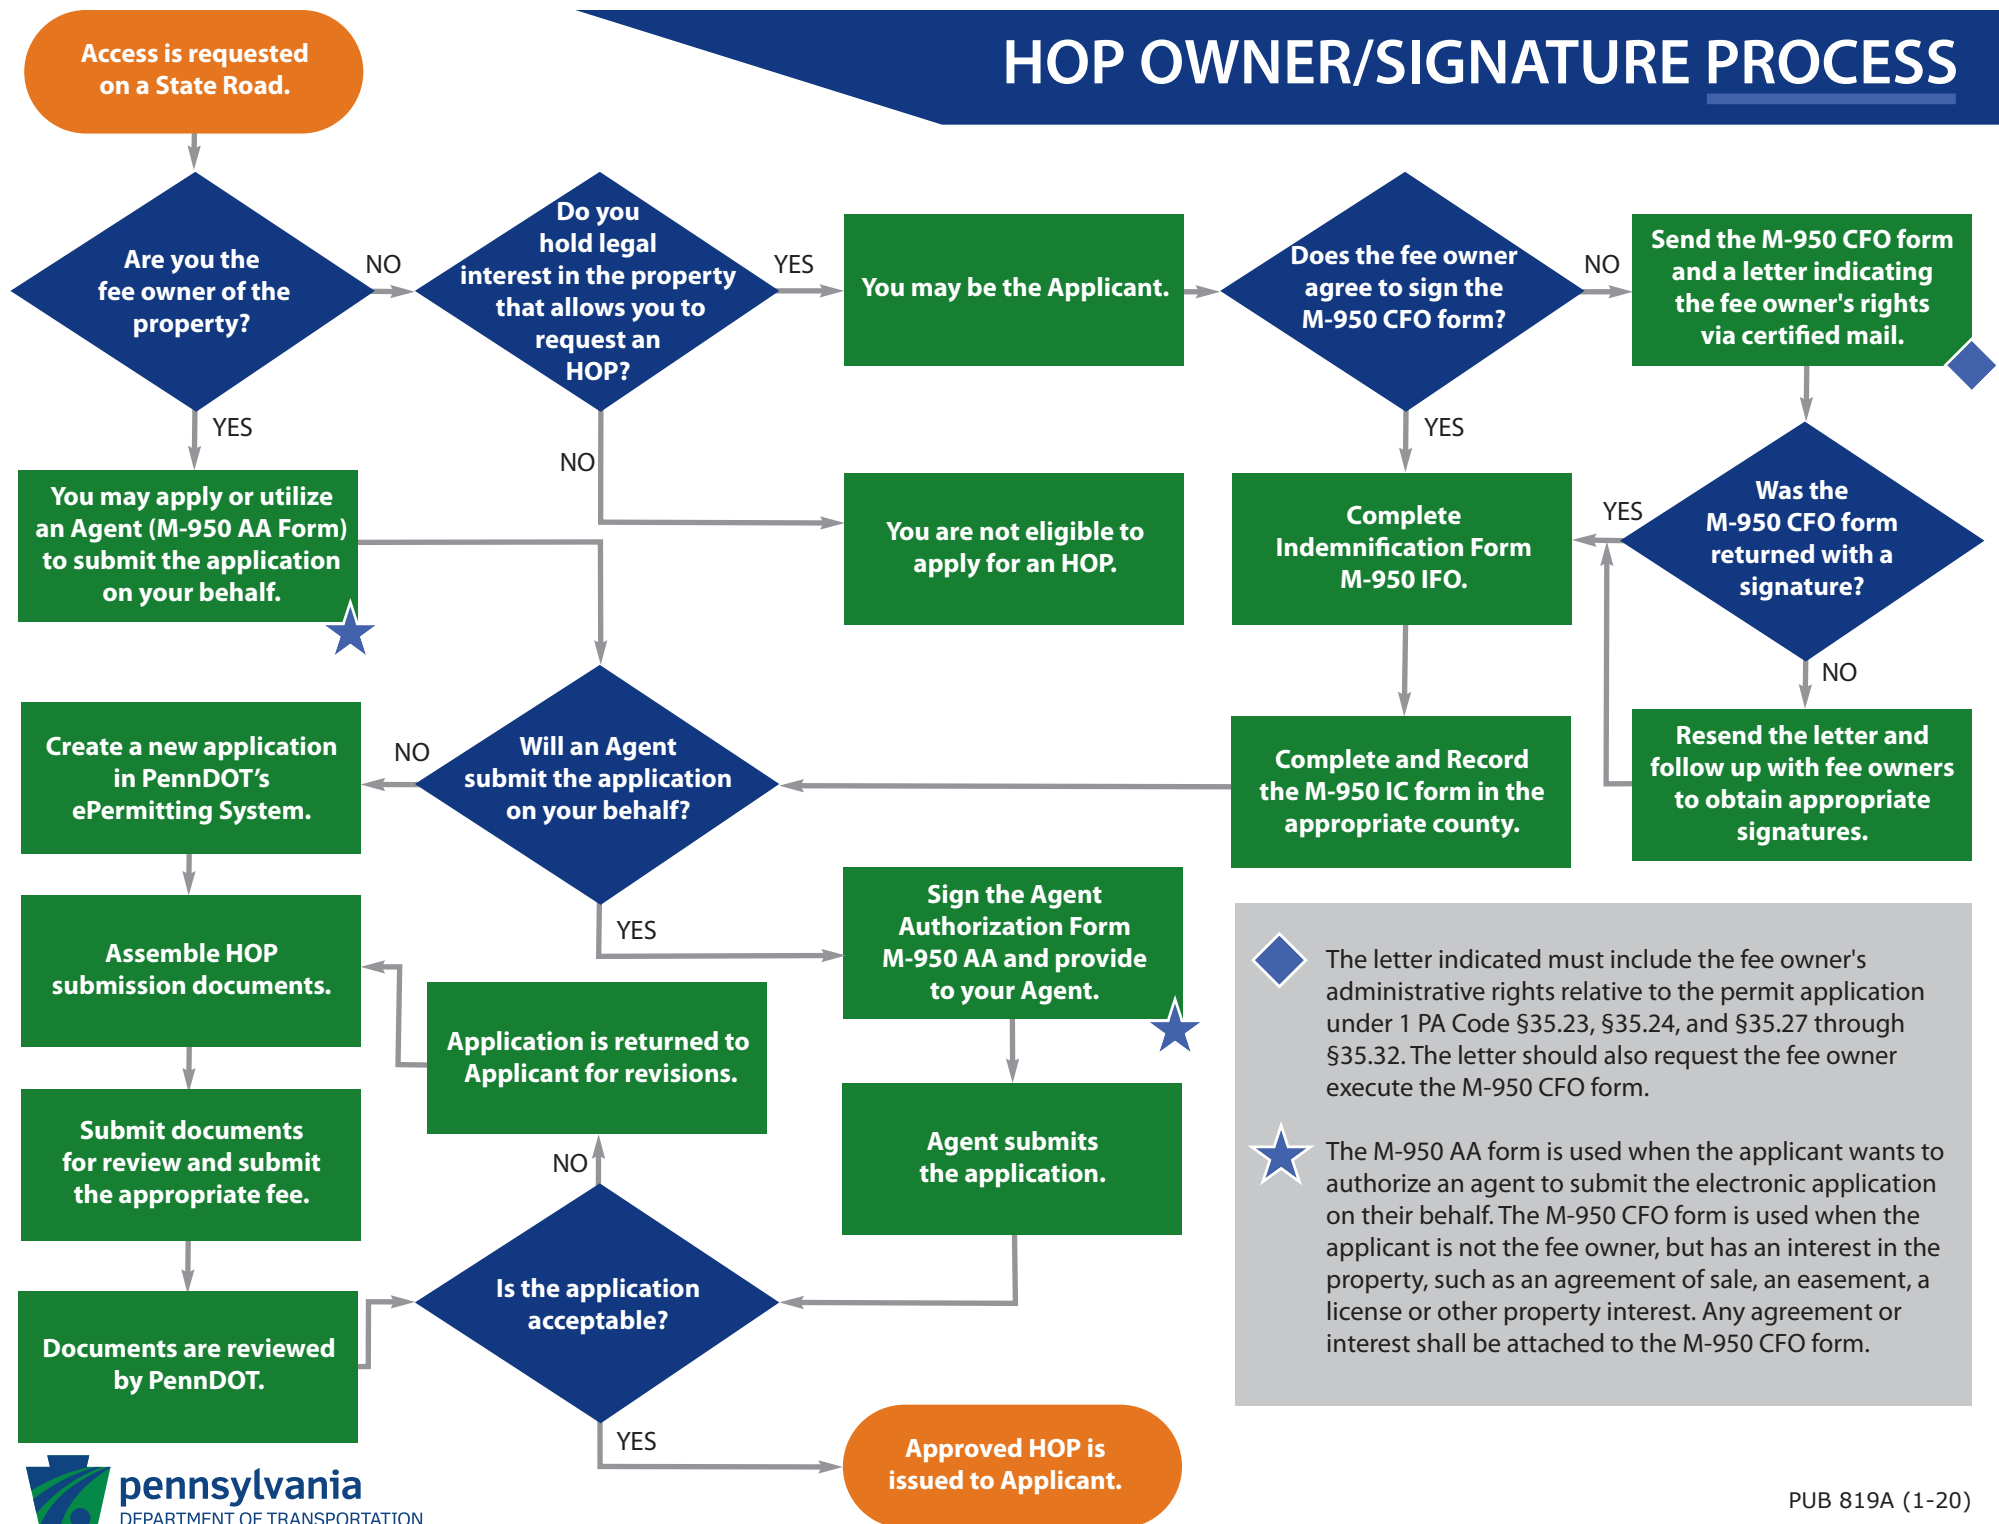 HOP OWNER/SIGNATURE PROCESS
Access is requested
on a State Road.
Are you the
fee owner of the
property?
NO
YES
Do you
hold legal
interest in the property
that allows you to
request an
HOP?
YES
NO
You may be the Applicant.
Does the fee owner
agree to sign the
M-950 CFO form?
NO
YES
Send the M-950 CFO form
and a letter indicating
the fee owner's rights
via certified mail.
You may apply or utilize
an Agent (M-950 AA Form)
to submit the application
on your behalf.
You are not eligible to
apply for an HOP.
Complete
Indemnification Form
M-950 IFO.
YES
Was the
M-950 CFO form
returned with a
signature?
NO
Create a new application
in PennDOT's
ePermitting System.
NO
Will an Agent
submit the application
on your behalf?
YES
Complete and Record
the M-950 IC form in the
appropriate county.
Resend the letter and
follow up with fee owners
to obtain appropriate
signatures.
Assemble HOP
submission documents.
Sign the Agent
Authorization Form
M-950 AA and provide
to your Agent.
Application is returned to
Applicant for revisions.
Submit documents
for review and submit
the appropriate fee.
NO
Agent submits
the application.
Documents are reviewed
by PennDOT.
Is the application
acceptable?
YES
Approved HOP is
issued to Applicant.
The letter indicated must include the fee owner's
administrative rights relative to the permit application
under 1 PA Code §35.23, §35.24, and §35.27 through
§35.32. The letter should also request the fee owner
execute the M-950 CFO form.
The M-950 AA form is used when the applicant wants to
authorize an agent to submit the electronic application
on their behalf. The M-950 CFO form is used when the
applicant is not the fee owner, but has an interest in the
property, such as an agreement of sale, an easement, a
license or other property interest. Any agreement or
interest shall be attached to the M-950 CFO form.
pennsylvania
DEPARTMENT OF TRANSPORTATION
PUB 819A (1-20)